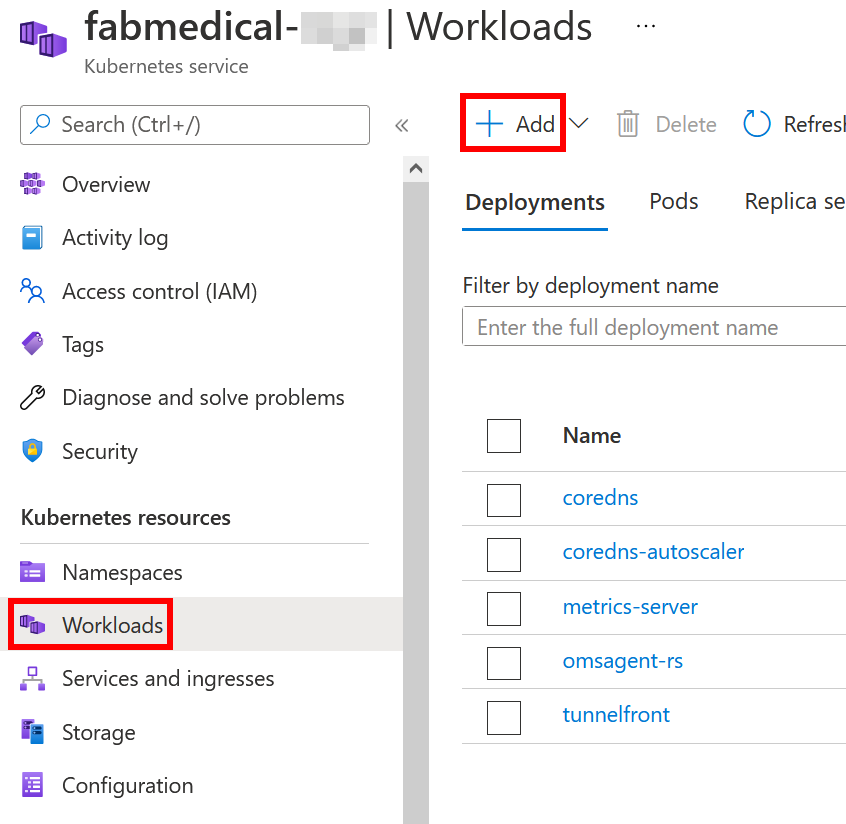 fabmedical- | Workloads ...
Kubernetes service
Search (Ctrl+/)
«
Overview
Activity log
Access control (IAM)
Tags
Diagnose and solve problems
Security
Kubernetes resources
Namespaces
Workloads
Services and ingresses
Storage
Configuration
+ Add Delete Refresh
Deployments Pods Replica se
Filter by deployment name
Enter the full deployment name
Name
coredns
coredns-autoscaler
metrics-server
omsagent-rs
tunnelfront